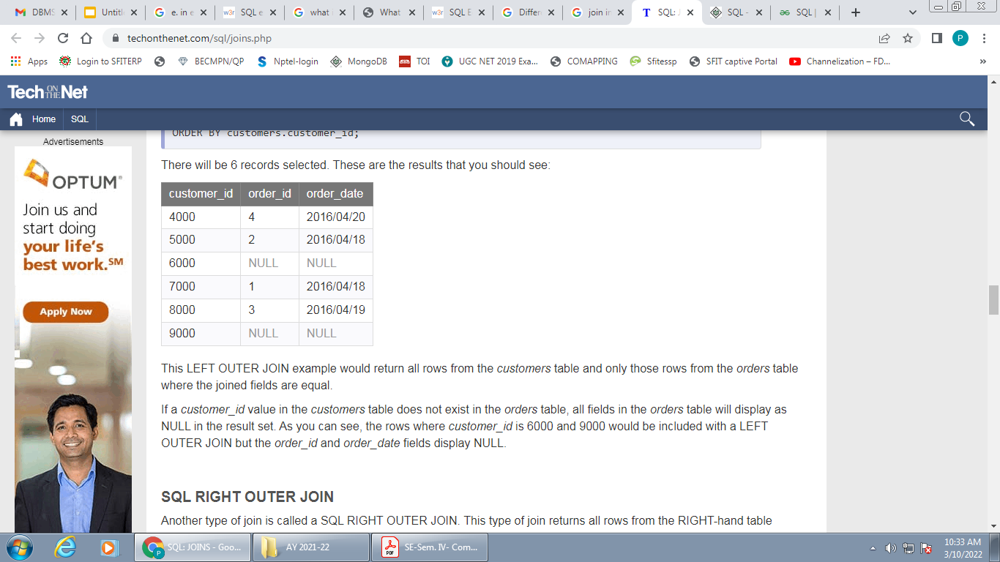 DBMS
Untitl
e. in e
SQL e
what
What
SQL E
Differ
join in
SQL: J
SQL -
SQL |
techonthenet.com/sql/joins.php
P
Apps
Login to SFITERP
BECMPN/QP
Nptel-login
MongoDB
TOI
UGC NET 2019 Exa...
COMAPPING
Sfitessp
SFIT captive Portal
Channelization – FD...
»
Tech ON THE Net
Home SQL
Advertisements
OPTUM®
Join us and
start doing
your life's
best work.SM
Apply Now
ORDER BY customers.customer_id;
There will be 6 records selected. These are the results that you should see:
customer_id order_id order_date
4000 4 2016/04/20
5000 2 2016/04/18
6000 NULL NULL
7000 1 2016/04/18
8000 3 2016/04/19
9000 NULL NULL
This LEFT OUTER JOIN example would return all rows from the customers table and only those rows from the orders table
where the joined fields are equal.
If a customer_id value in the customers table does not exist in the orders table, all fields in the orders table will display as
NULL in the result set. As you can see, the rows where customer_id is 6000 and 9000 would be included with a LEFT
OUTER JOIN but the order_id and order_date fields display NULL.
SQL RIGHT OUTER JOIN
Another type of join is called a SQL RIGHT OUTER JOIN. This type of join returns all rows from the RIGHT-hand table
SQL: JOINS - Goo...
AY 2021-22
PDF
SE-Sem. IV- Com...
10:33 AM
3/10/2022